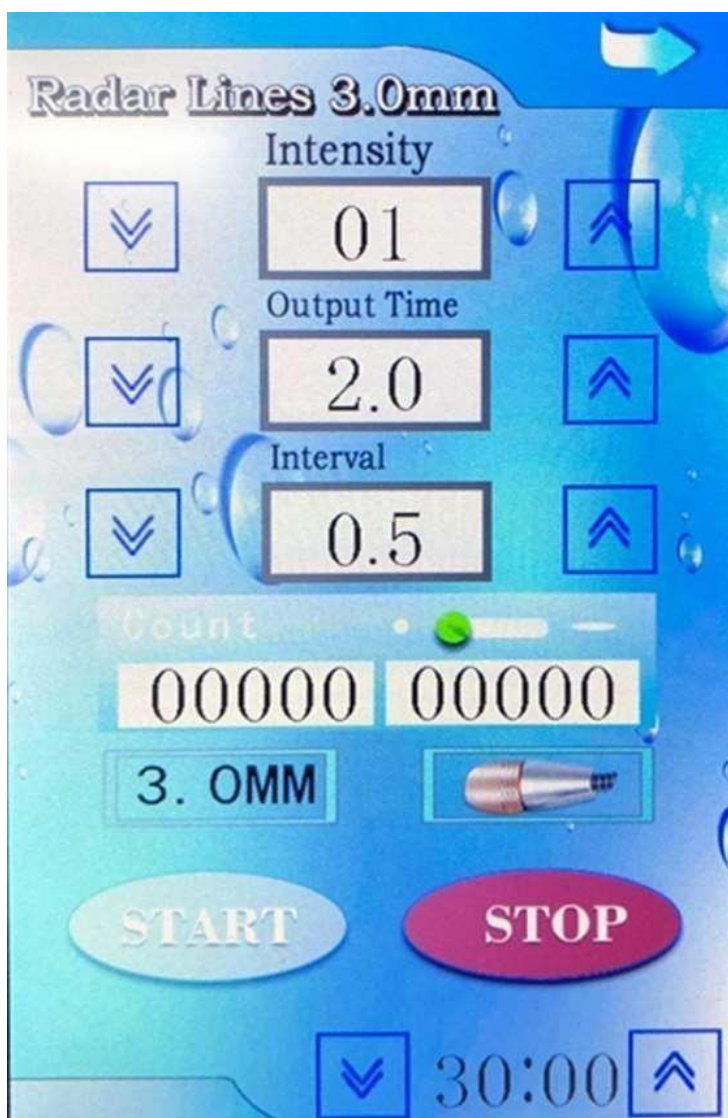 Radar Lines 3.0mm
Intensity
01
Output Time
2.0
Interval
0.5
Count
00000 00000
3.0MM
START STOP
30:00